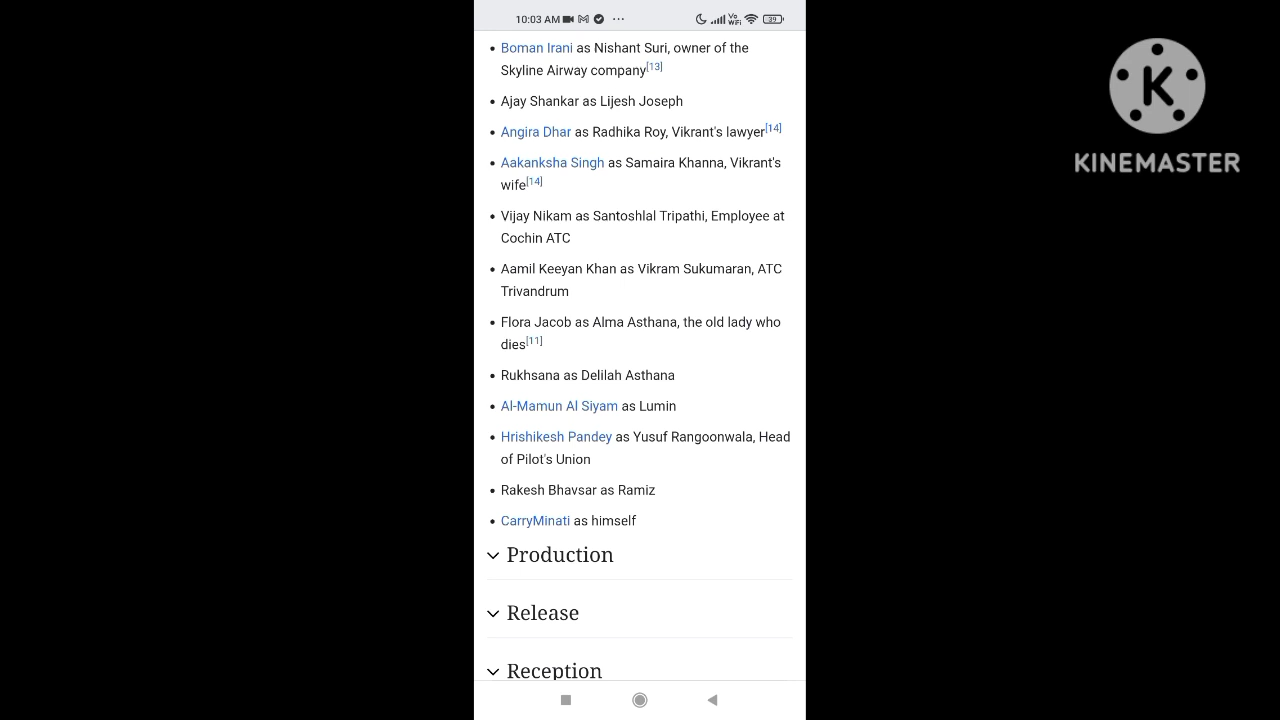 10:03 AM
Vo
WiFi
39
Boman Irani as Nishant Suri, owner of the
Skyline Airway company[13]
Ajay Shankar as Lijesh Joseph
Angira Dhar as Radhika Roy, Vikrant's lawyer[14]
Aakanksha Singh as Samaira Khanna, Vikrant's
wife[14]
Vijay Nikam as Santoshlal Tripathi, Employee at
Cochin ATC
Aamil Keeyan Khan as Vikram Sukumaran, ATC
Trivandrum
Flora Jacob as Alma Asthana, the old lady who
dies[11]
Rukhsana as Delilah Asthana
Al-Mamun Al Siyam as Lumin
Hrishikesh Pandey as Yusuf Rangoonwala, Head
of Pilot's Union
Rakesh Bhavsar as Ramiz
CarryMinati as himself
Production
Release
Reception
K
KINEMASTER